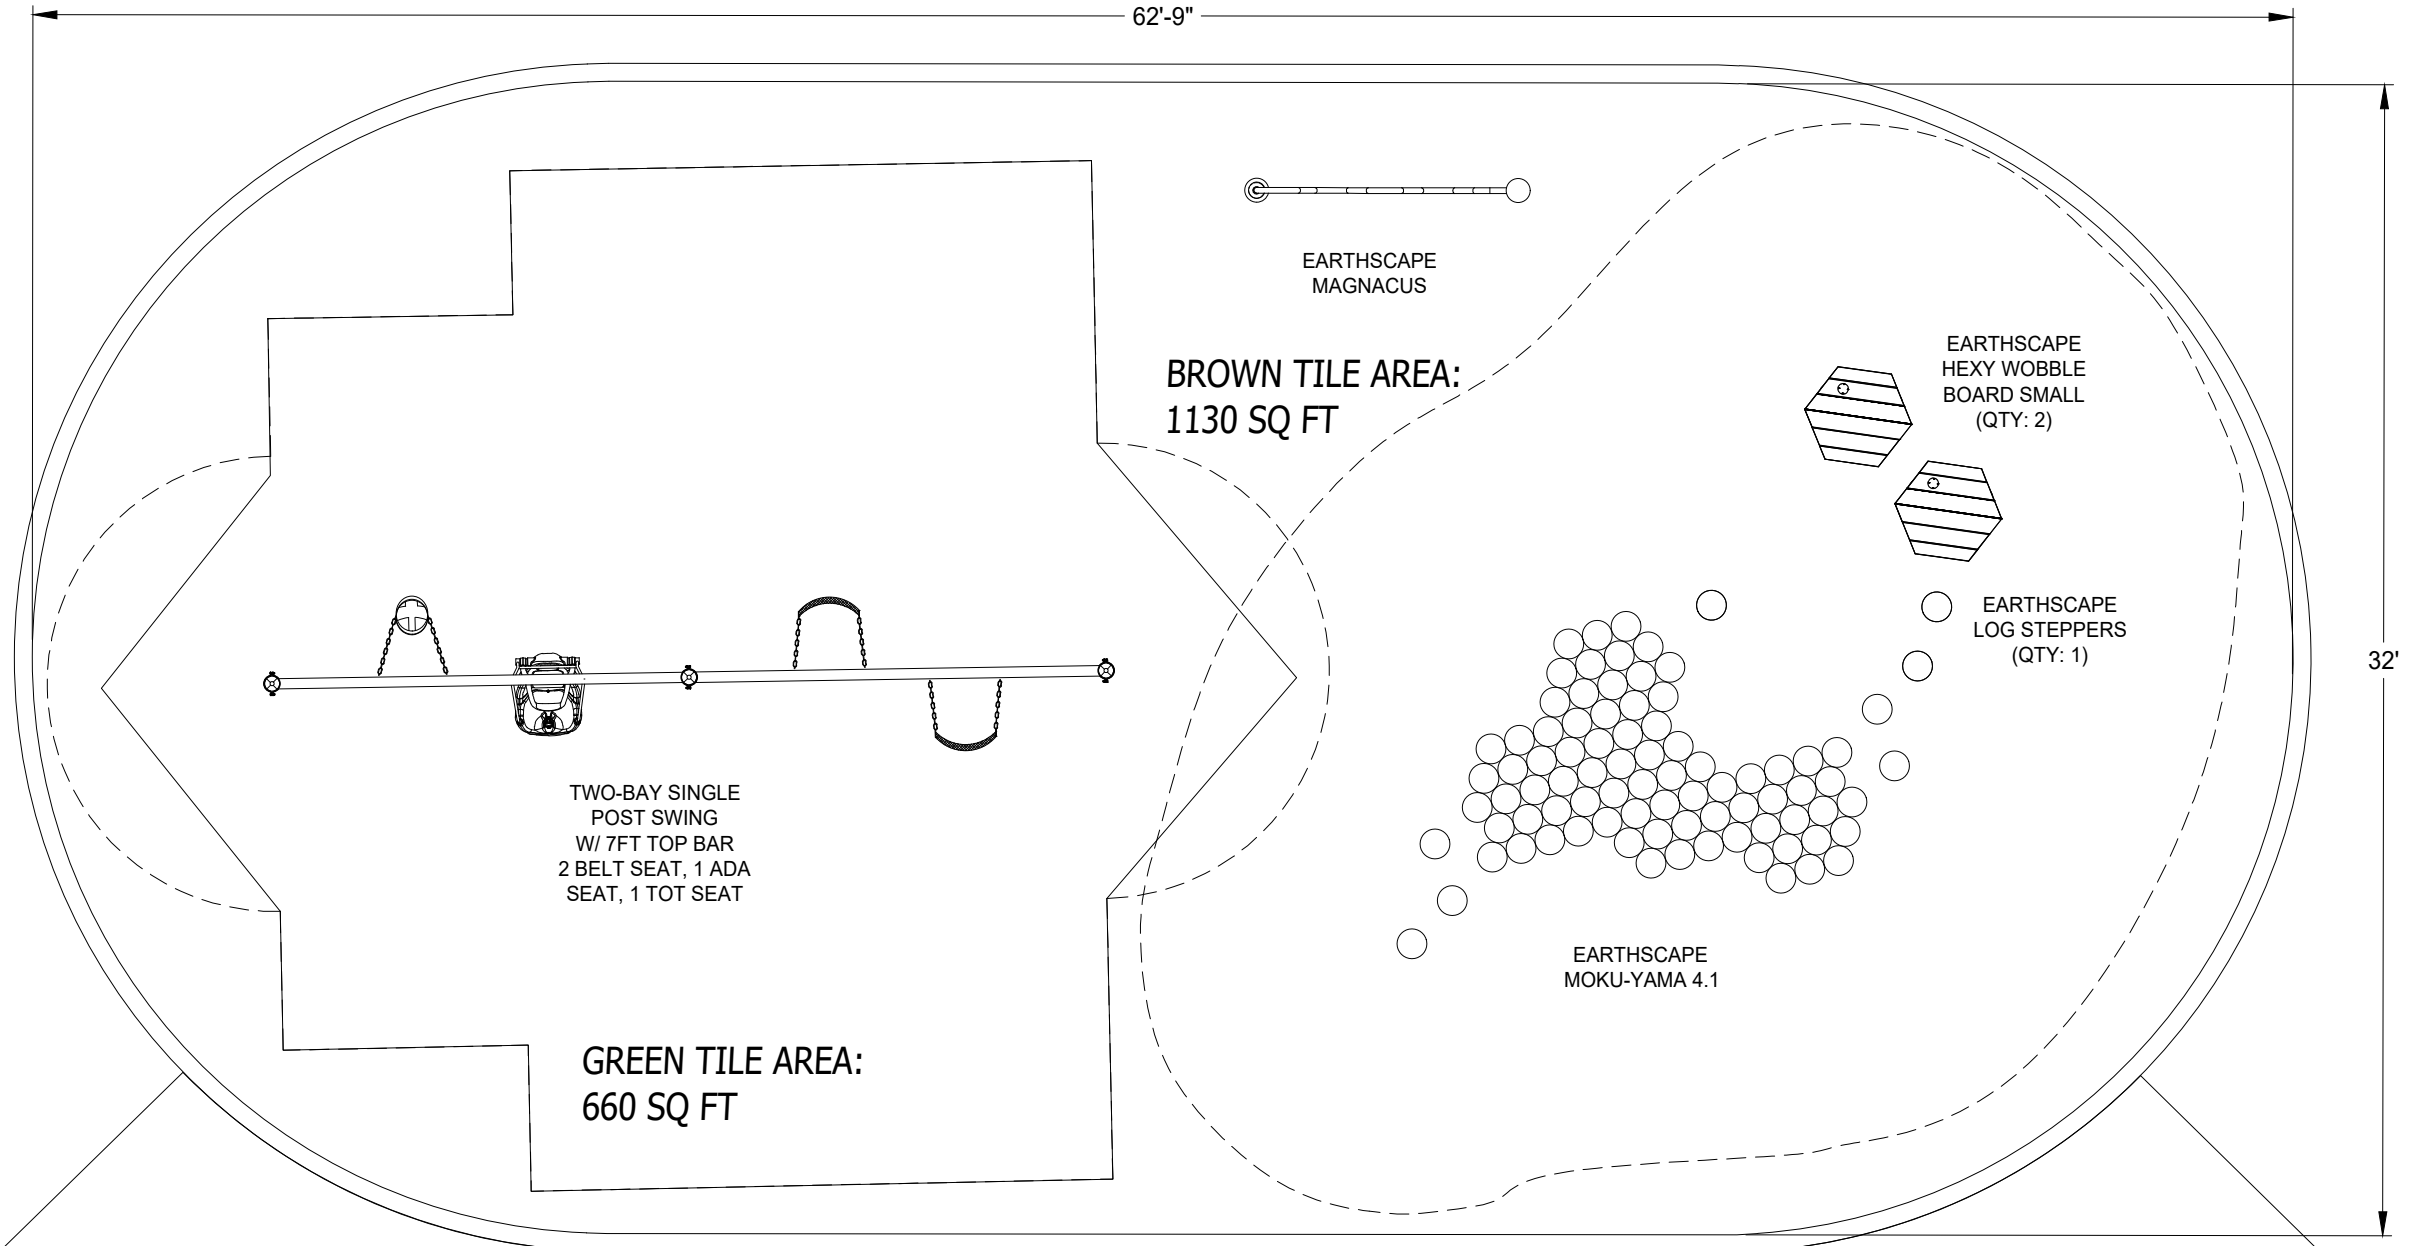 62'-9"
EARTHSCAPE
MAGNACUS
BROWN TILE AREA:
1130 SQ FT
EARTHSCAPE
HEXY WOBBLE
BOARD SMALL
(QTY: 2)
EARTHSCAPE
LOG STEPPERS
(QTY: 1)
32'
TWO-BAY SINGLE
POST SWING
W/ 7FT TOP BAR
2 BELT SEAT, 1 ADA
SEAT, 1 TOT SEAT
EARTHSCAPE
MOKU-YAMA 4.1
GREEN TILE AREA:
660 SQ FT